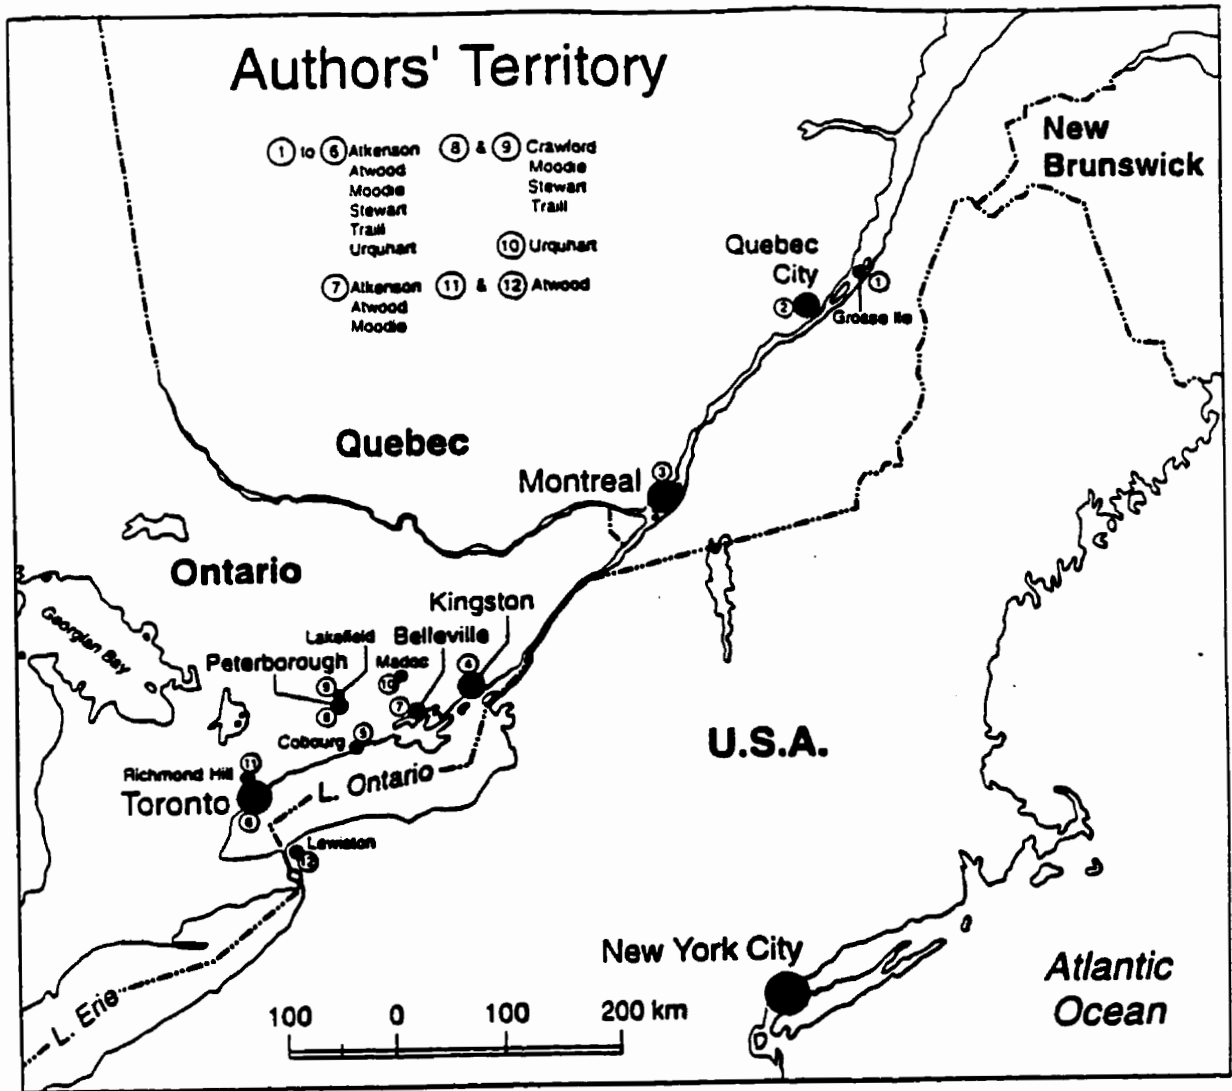 Authors' Territory
1 to 6 Atkenson
Atwood
Moodie
Stewart
Traill
Urquhart
7 Atkenson
Atwood
Moodie
8 & 9 Crawford
Moodie
Stewart
Traill
10 Urquhart
11 & 12 Atwood
New
Brunswick
Quebec
City
1
2
Grosse Ile
Quebec
3
Montreal
Ontario
Kingston
Georgian Bay
Lakefield
Belleville
Peterborough
Madoc
4
9
10
8
7
5
Cobourg
11
Richmond Hill
Toronto
6
L. Ontario
U.S.A.
Lewiston
12
New York City
Atlantic
Ocean
L. Erie
100 0 100 200 km